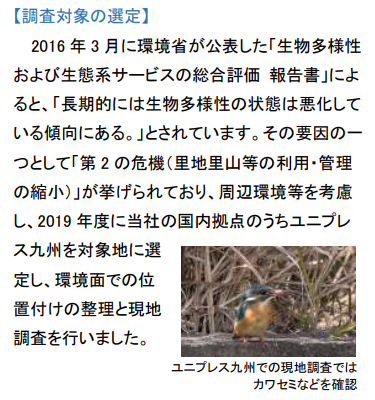 【調査対象の選定】
2016 年 3 月に環境省が公表した「生物多様性
および生態系サービスの総合評価 報告書」によ
ると、「長期的には生物多様性の状態は悪化して
いる傾向にある。」とされています。その要因の一
つとして「第 2 の危機（里地里山等の利用・管理
の縮小）」が挙げられており、周辺環境等を考慮
し、2019 年度に当社の国内拠点のうちユニプレ
ス九州を対象地に選
定し、環境面での位
置付けの整理と現地
調査を行いました。
ユニプレス九州での現地調査では
カワセミなどを確認